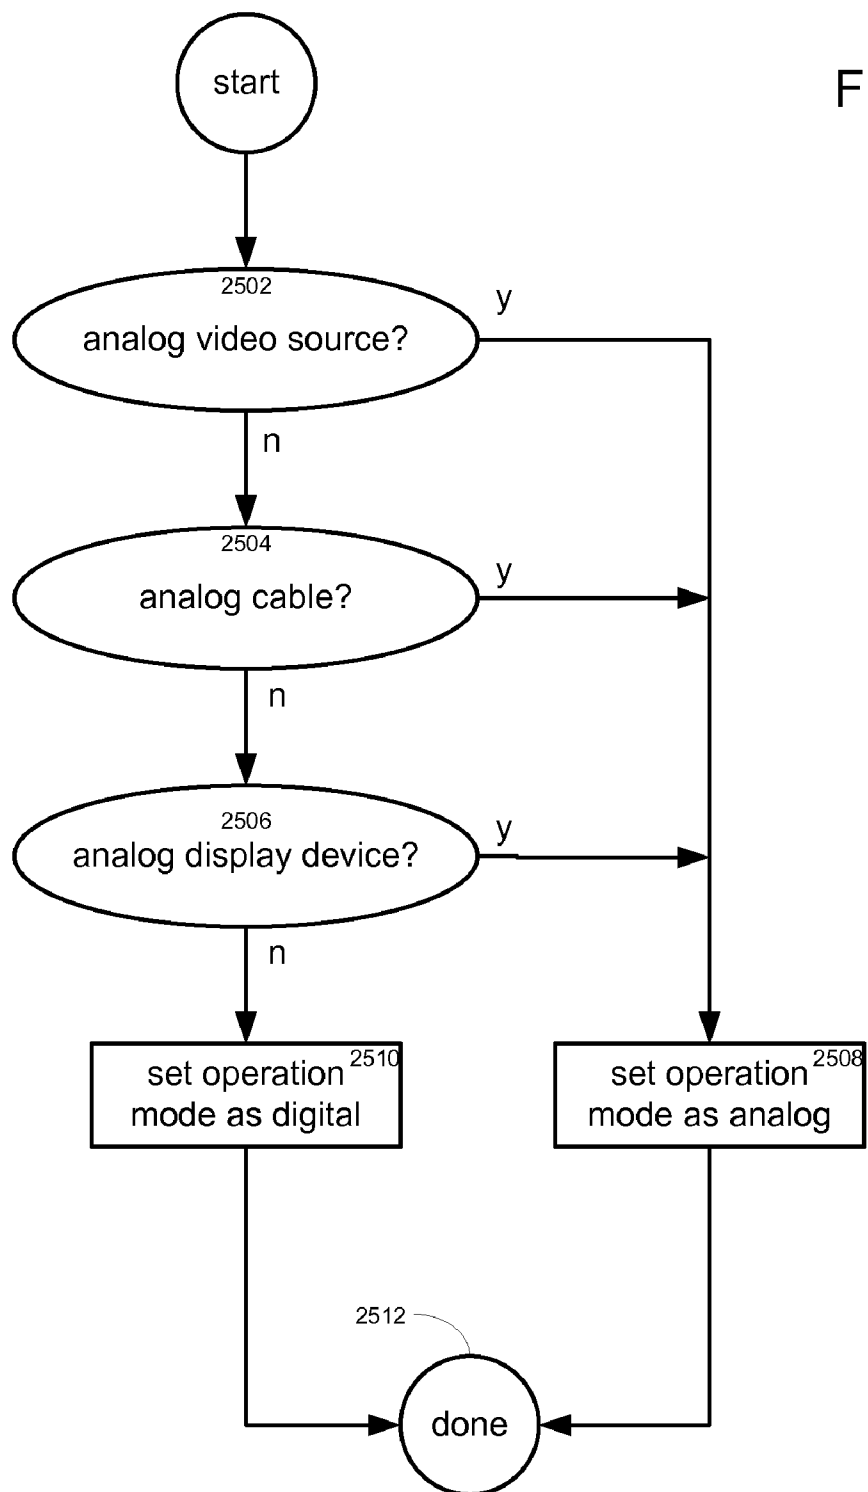 start
F
2502
analog video source?
y
n
2504
analog cable?
y
n
2506
analog display device?
y
n
set operation 2510
mode as digital
set operation 2508
mode as analog
2512
done